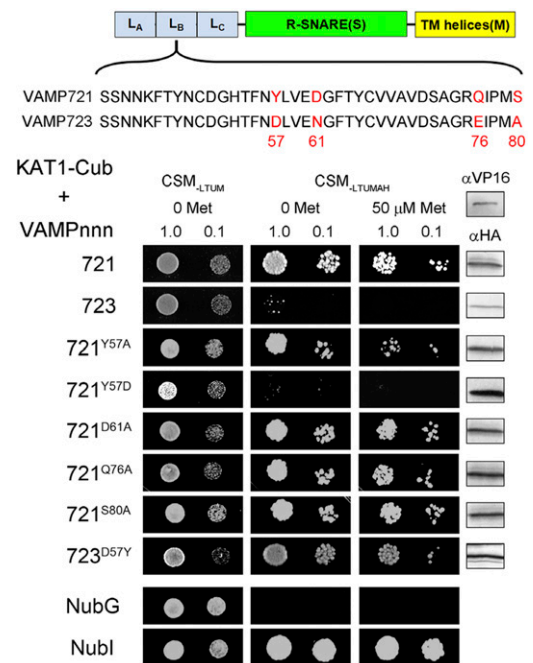 LA LB LC R-SNARE(S) TM helices(M)
VAMP721 SSNNKFTYNCDGHTFNYLVEDGFTYCVVAVDSAGRQIPMS
VAMP723 SSNNKFTYNCDGHTFNDLVENGFTYCVVAVDSAGREIPMA
57 61 76 80
KAT1-Cub
+
VAMPnnn
CSM-LTUM CSM-LTUMAH αVP16
0 Met 0 Met 50 μM Met
1.0 0.1 1.0 0.1 1.0 0.1 αHA
721
723
721Y57A
721Y57D
721D61A
721Q76A
721S80A
723D57Y
NubG
NubI